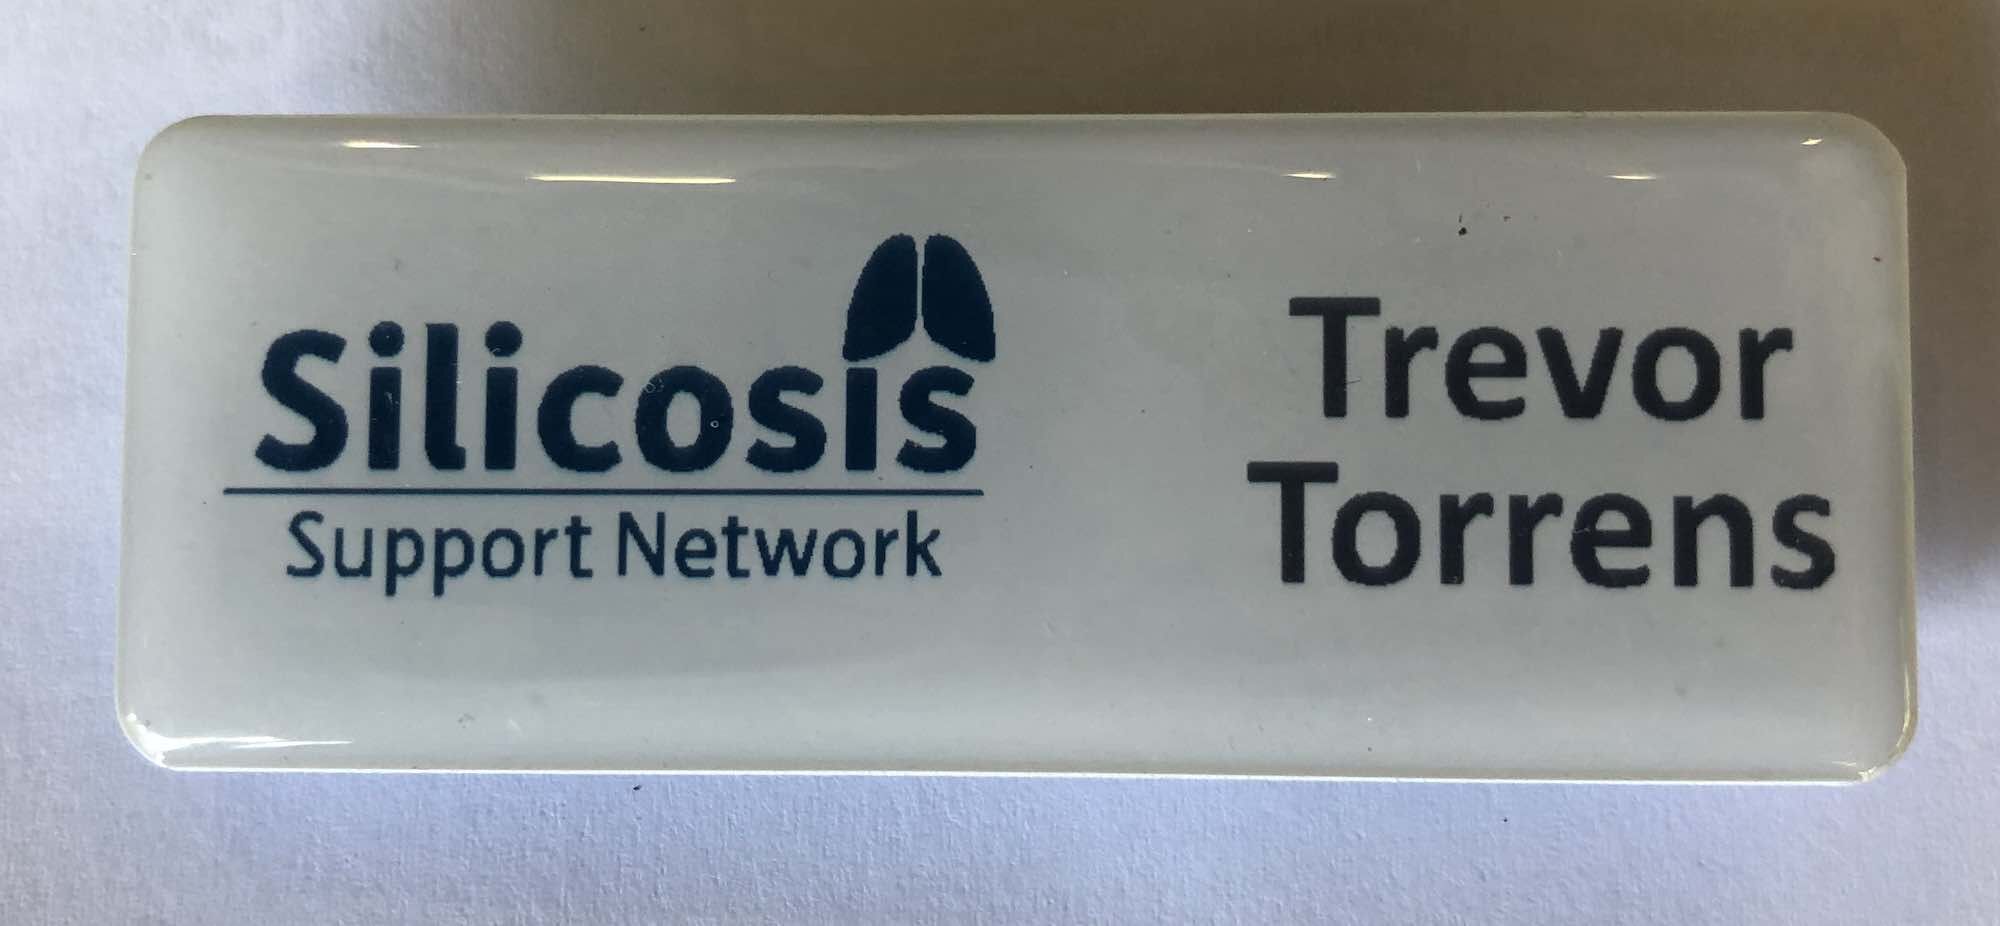 Silicosis
Support Network
Trevor
Torrens